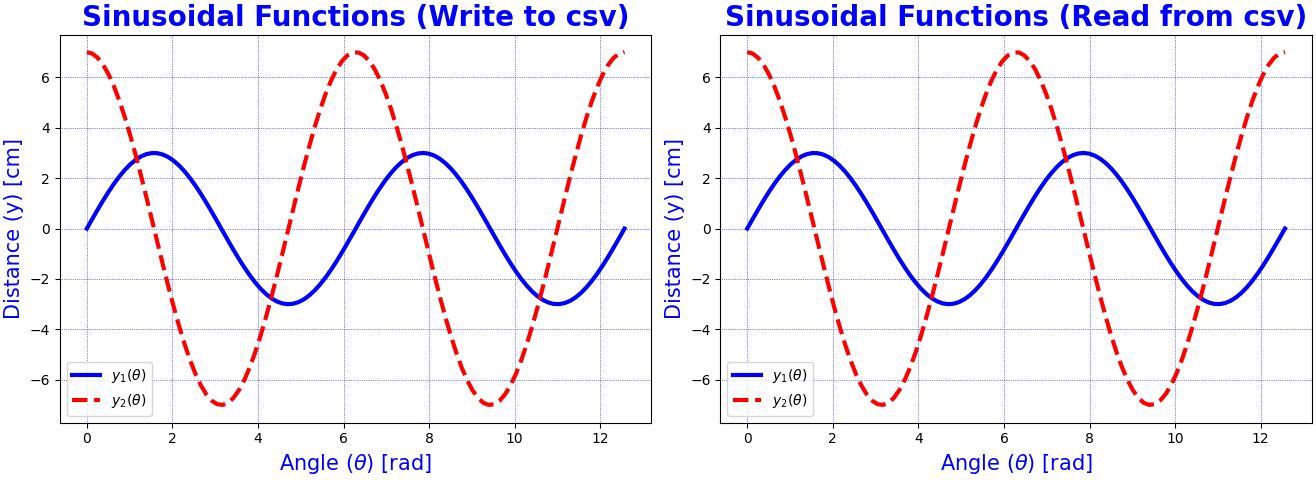 Sinusoidal Functions (Write to csv)
Distance (y) [cm]
6
4
2
0
−2
−4
−6
y₁(θ)
y₂(θ)
0 2 4 6 8 10 12
Angle (θ) [rad]
Sinusoidal Functions (Read from csv)
Distance (y) [cm]
6
4
2
0
−2
−4
−6
y₁(θ)
y₂(θ)
0 2 4 6 8 10 12
Angle (θ) [rad]